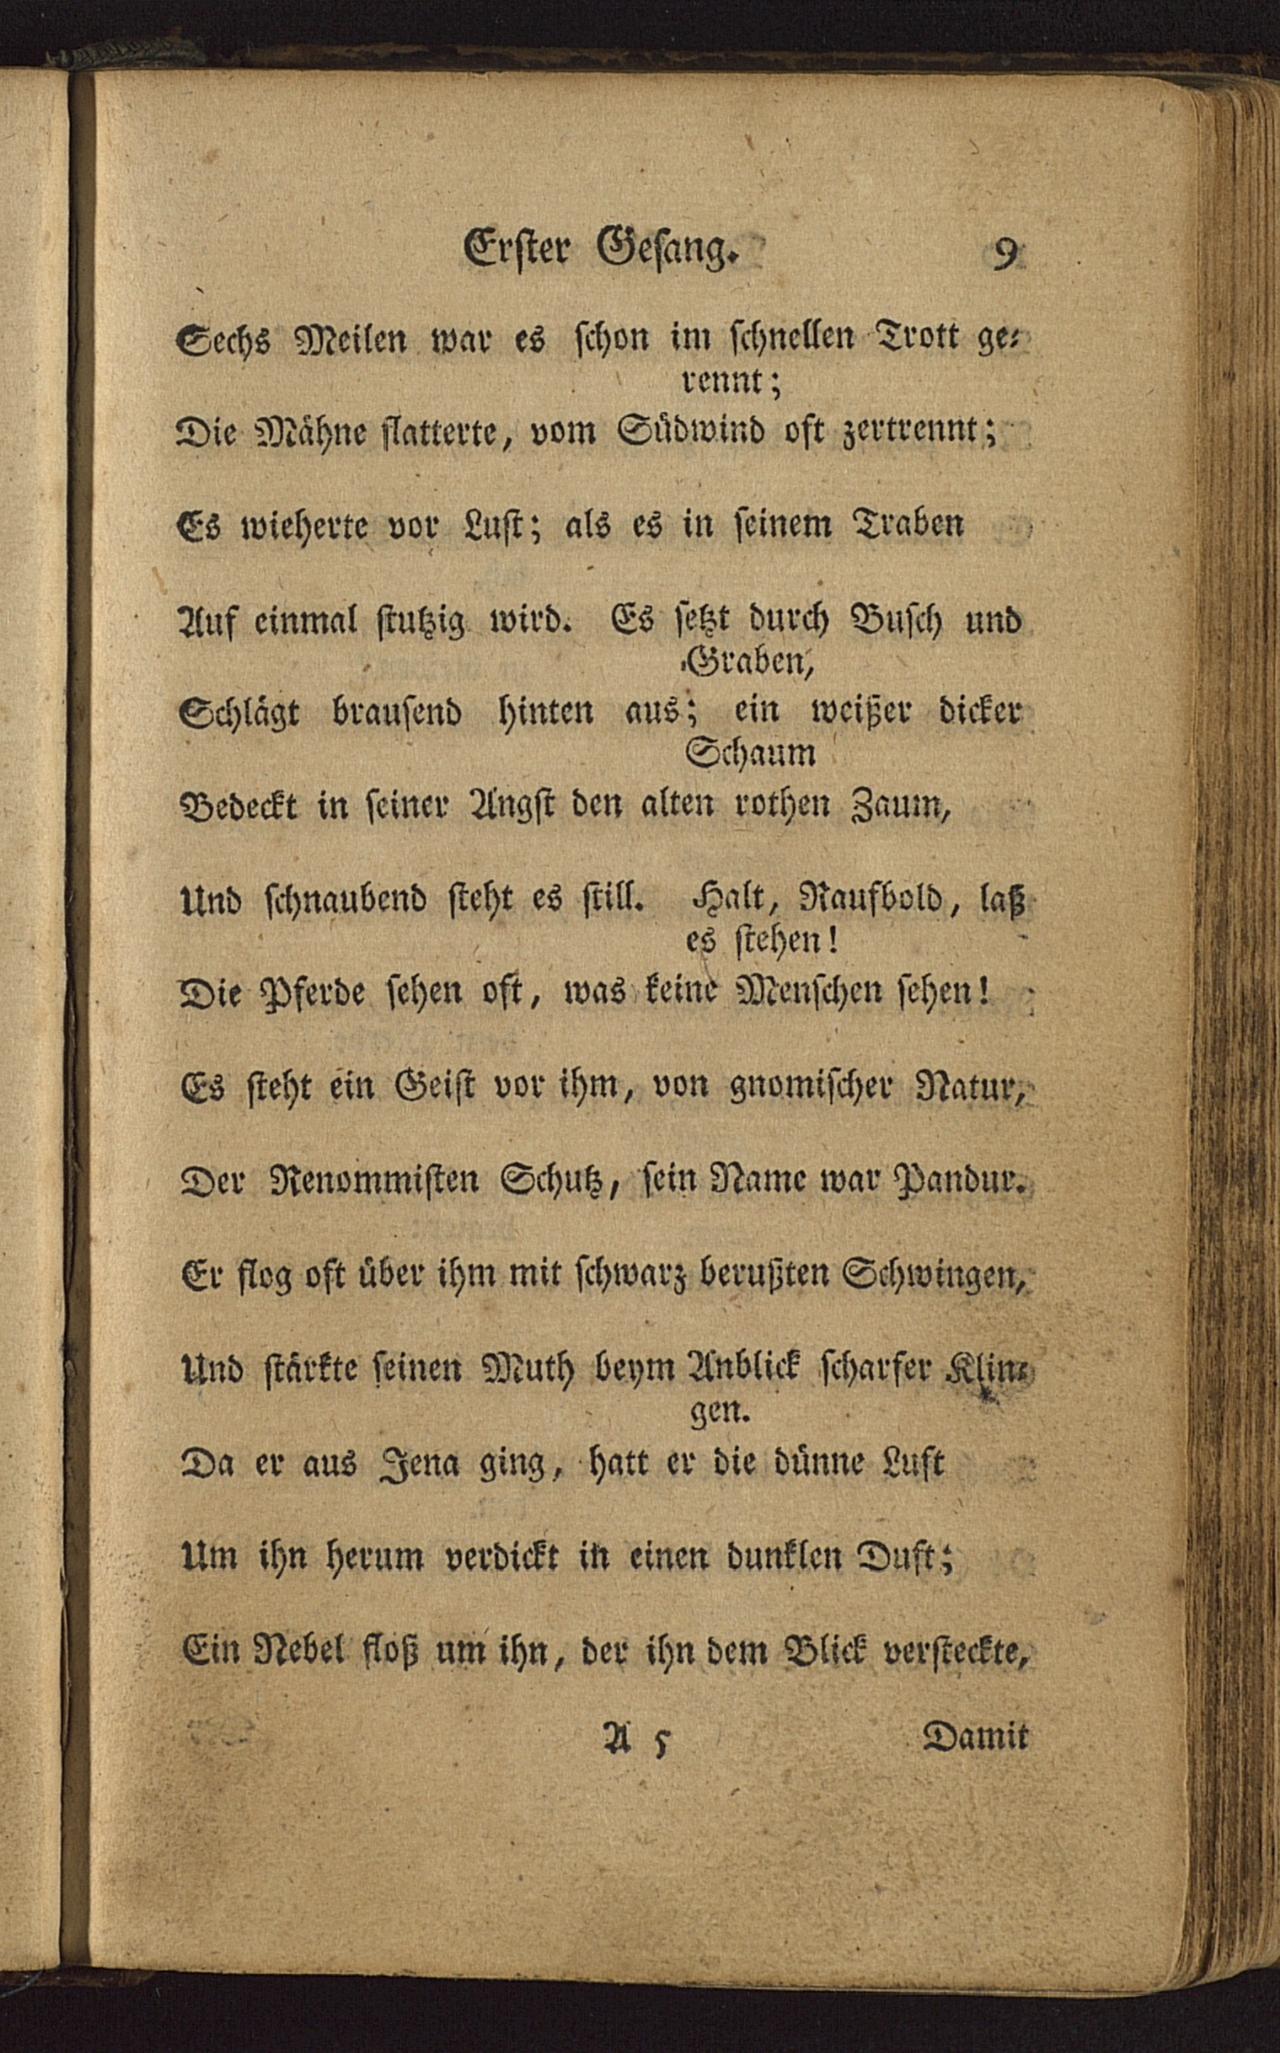 Erster Gesang. 9
Sechs Meilen war es schon im schnellen Trott ge-
rennt;
Die Mähne flatterte, vom Südwind oft zertrennt;
Es wieherte vor Lust; als es in seinem Traben
Auf einmal stutzig wird. Es setzt durch Busch und
Graben,
Schlägt brausend hinten aus; ein weißer dicker
Schaum
Bedeckt in seiner Angst den alten rothen Zaum,
Und schnaubend steht es still. Halt, Raufbold, laß
es stehen!
Die Pferde sehen oft, was keine Menschen sehen!
Es steht ein Geist vor ihm, von gnomischer Natur,
Der Renommisten Schutz, sein Name war Pandur.
Er flog oft über ihm mit schwarz berußten Schwingen,
Und stärkte seinen Muth beym Anblick scharfer Klin-
gen.
Da er aus Jena ging, hatt er die dünne Luft
Um ihn herum verdickt in einen dunklen Duft;
Ein Nebel floß um ihn, der ihn dem Blick versteckte,
A 5 Damit